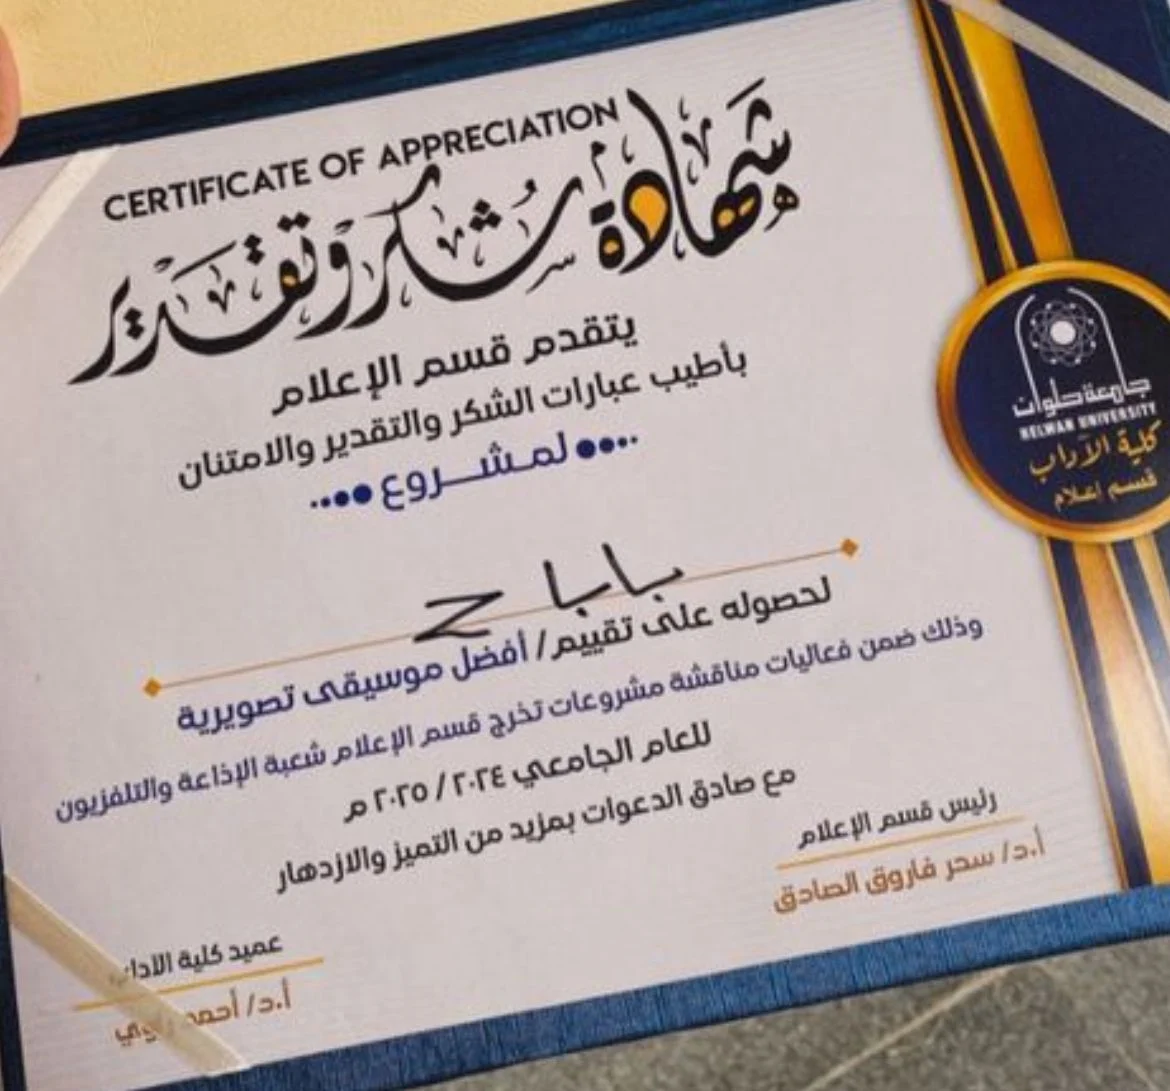 CERTIFICATE OF APPRECIATION
شهادة شكر وتقدير
يتقدم قسم الإعلام
بأطيب عبارات الشكر والتقدير والامتنان
لمشـروع
بابا ح
لحصوله على تقييم/ أفضل موسيقى تصويرية
وذلك ضمن فعاليات مناقشة مشروعات تخرج قسم الإعلام شعبة الإذاعة والتلفزيون
للعام الجامعي ٢٠٢٤ / ٢٠٢٥ م
مع صادق الدعوات بمزيد من التميز والازدهار
رئيس قسم الإعلام
أ.د/ سحر فاروق الصادق
عميد كلية الآداب
أ.د/ أحمد
جامعة حلوان
HELWAN UNIVERSITY
كلية الآراب
قسم إعلام